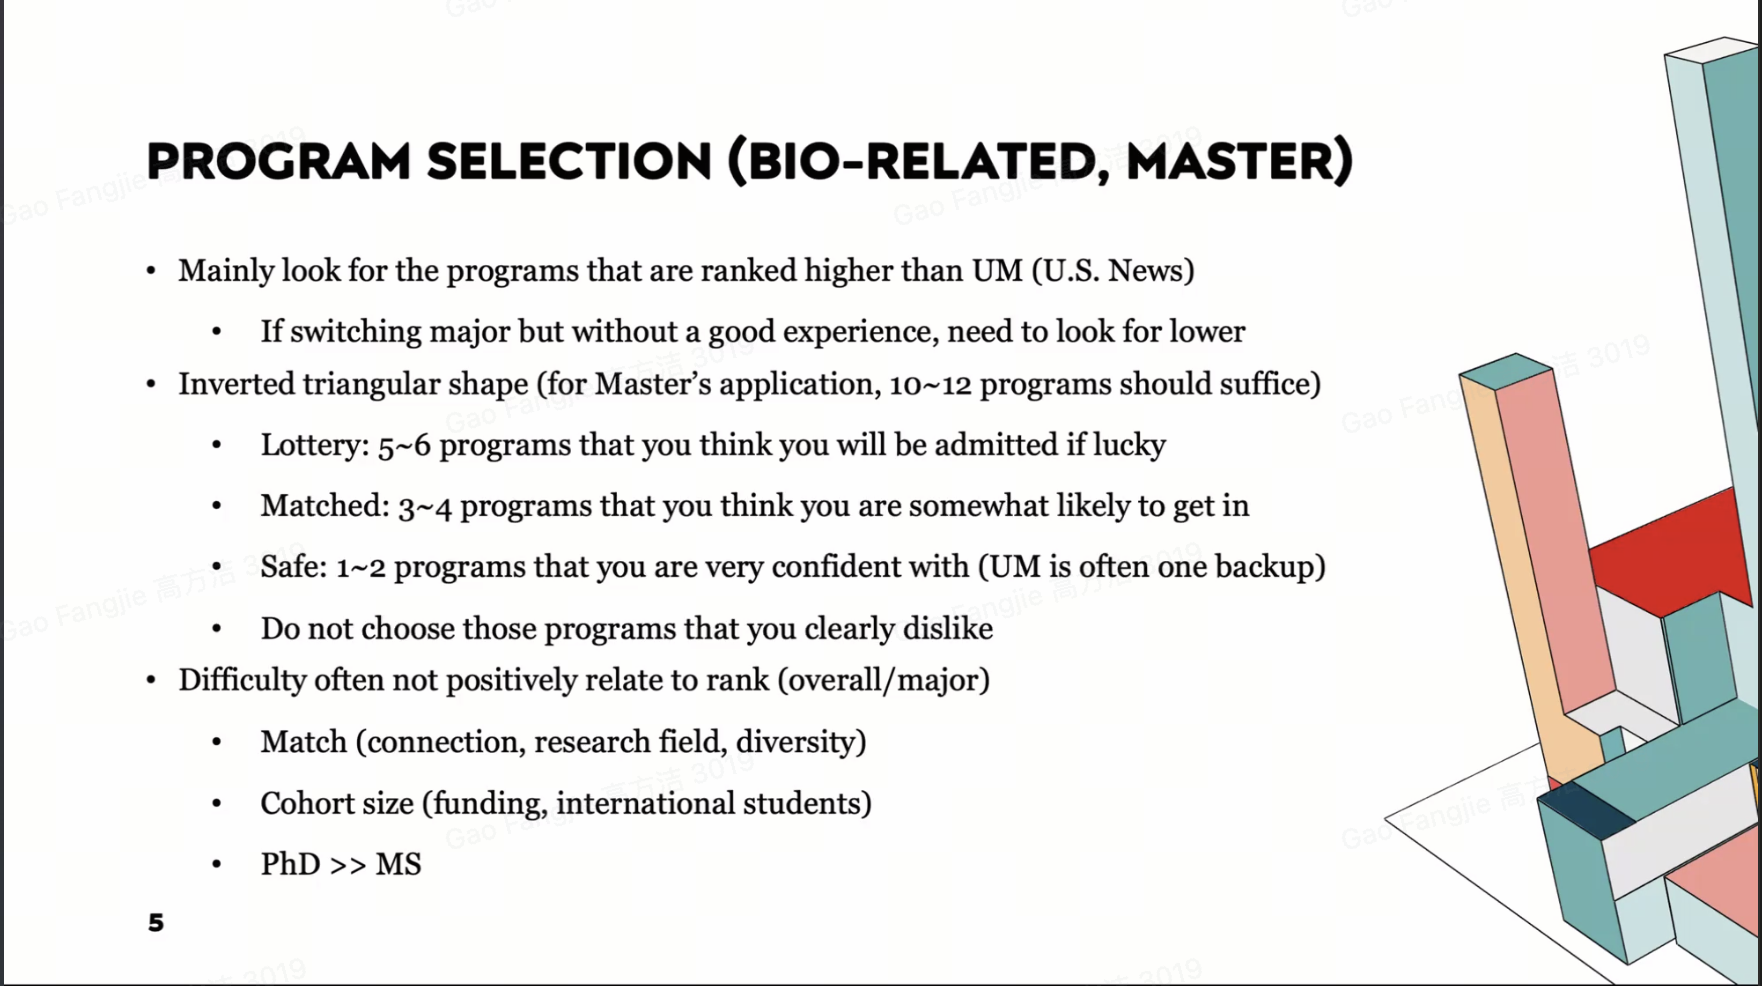 PROGRAM SELECTION (BIO-RELATED, MASTER)
• Mainly look for the programs that are ranked higher than UM (U.S. News)
• If switching major but without a good experience, need to look for lower
• Inverted triangular shape (for Master’s application, 10~12 programs should suffice)
• Lottery: 5~6 programs that you think you will be admitted if lucky
• Matched: 3~4 programs that you think you are somewhat likely to get in
• Safe: 1~2 programs that you are very confident with (UM is often one backup)
• Do not choose those programs that you clearly dislike
• Difficulty often not positively relate to rank (overall/major)
• Match (connection, research field, diversity)
• Cohort size (funding, international students)
• PhD >> MS
5
Gao Fangjie 高方洁 3019